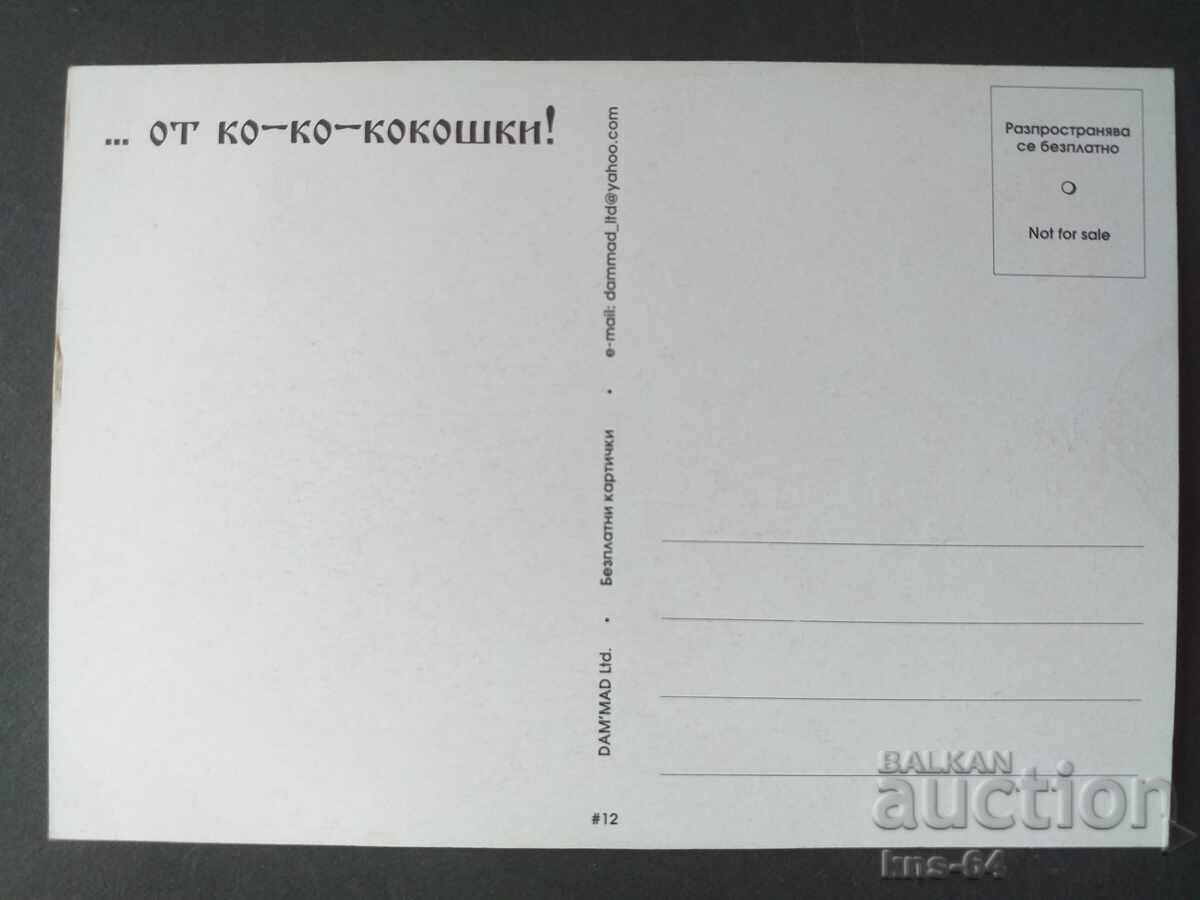 ... от ко-ко-кокошки!
DAM'MAD Ltd. • Безплатни картички • e-mail: dammad_ltd@yahoo.com
Разпространява
се безплатно
Not for sale
#12
BALKAN
auction
kns-64